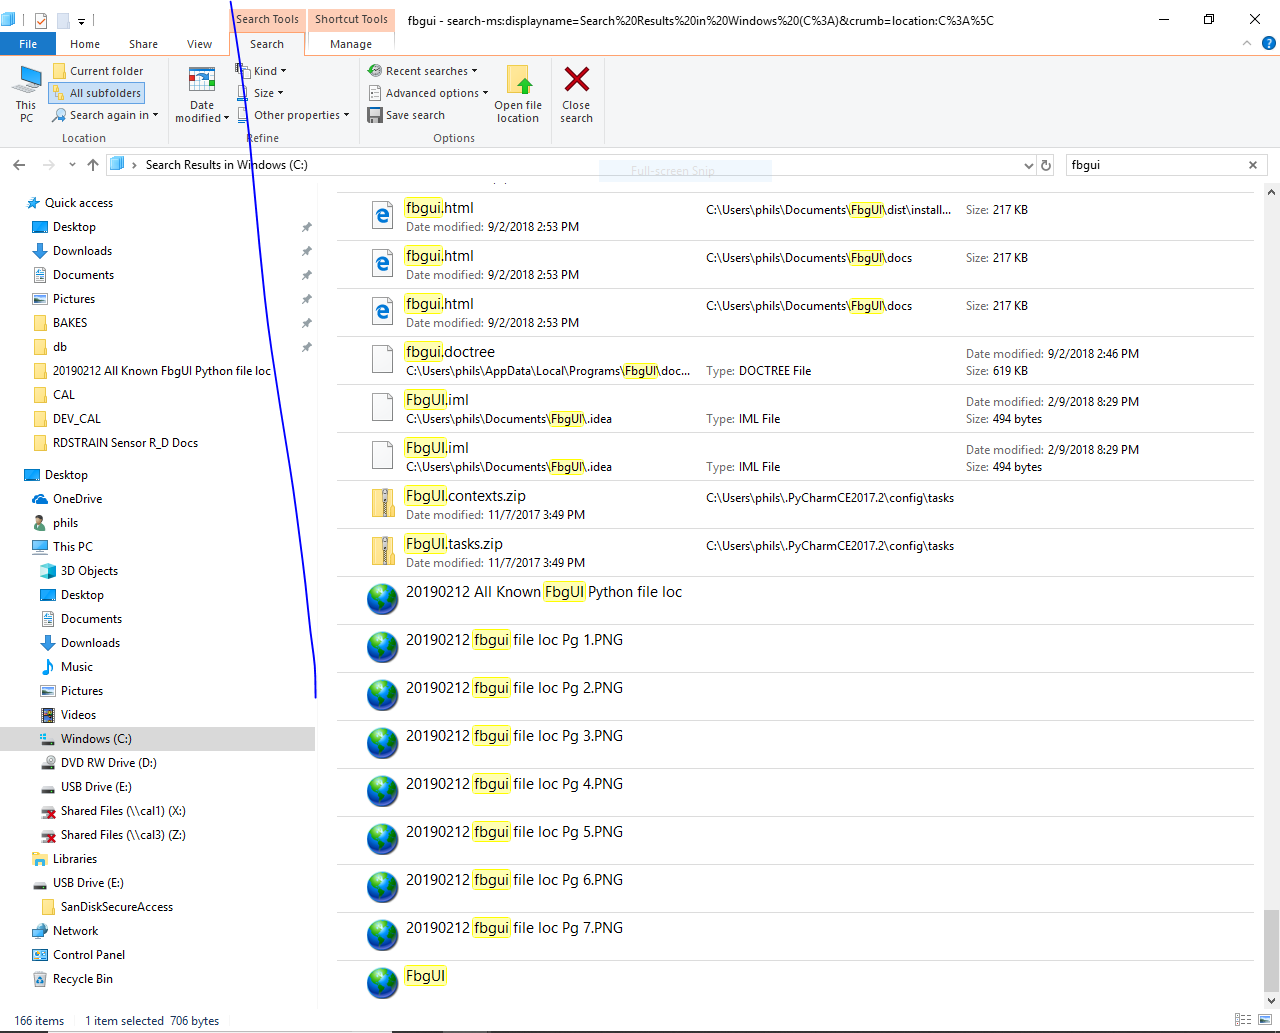 Search Tools
Shortcut Tools
fbgui - search-ms:displayname=Search%20Results%20in%20Windows%20(C%3A)&crumb=location:C%3A%5C
File
Home
Share
View
Search
Manage
This PC
Current folder
All subfolders
Search again in
Location
Date modified
Kind
Size
Other properties
Refine
Recent searches
Advanced options
Save search
Options
Open file location
Close search
Search Results in Windows (C:)
Full-screen Snip
fbgui
Quick access
Desktop
Downloads
Documents
Pictures
BAKES
db
20190212 All Known FbgUI Python file loc
CAL
DEV_CAL
RDSTRAIN Sensor R_D Docs
Desktop
OneDrive
phils
This PC
3D Objects
Desktop
Documents
Downloads
Music
Pictures
Videos
Windows (C:)
DVD RW Drive (D:)
USB Drive (E:)
Shared Files (\\cal1) (X:)
Shared Files (\\cal3) (Z:)
Libraries
USB Drive (E:)
SanDiskSecureAccess
Network
Control Panel
Recycle Bin
fbgui.html
C:\Users\phils\Documents\FbgUI\dist\install...
Size: 217 KB
Date modified: 9/2/2018 2:53 PM
fbgui.html
C:\Users\phils\Documents\FbgUI\docs
Size: 217 KB
Date modified: 9/2/2018 2:53 PM
fbgui.html
C:\Users\phils\Documents\FbgUI\docs
Size: 217 KB
Date modified: 9/2/2018 2:53 PM
fbgui.doctree
Date modified: 9/2/2018 2:46 PM
C:\Users\phils\AppData\Local\Programs\FbgUI\doc...
Type: DOCTREE File
Size: 619 KB
FbgUI.iml
Date modified: 2/9/2018 8:29 PM
C:\Users\phils\Documents\FbgUI\.idea
Type: IML File
Size: 494 bytes
FbgUI.iml
Date modified: 2/9/2018 8:29 PM
C:\Users\phils\Documents\FbgUI\.idea
Type: IML File
Size: 494 bytes
FbgUI.contexts.zip
C:\Users\phils\.PyCharmCE2017.2\config\tasks
Date modified: 11/7/2017 3:49 PM
FbgUI.tasks.zip
C:\Users\phils\.PyCharmCE2017.2\config\tasks
Date modified: 11/7/2017 3:49 PM
20190212 All Known FbgUI Python file loc
20190212 fbgui file loc Pg 1.PNG
20190212 fbgui file loc Pg 2.PNG
20190212 fbgui file loc Pg 3.PNG
20190212 fbgui file loc Pg 4.PNG
20190212 fbgui file loc Pg 5.PNG
20190212 fbgui file loc Pg 6.PNG
20190212 fbgui file loc Pg 7.PNG
FbgUI
166 items
1 item selected 706 bytes